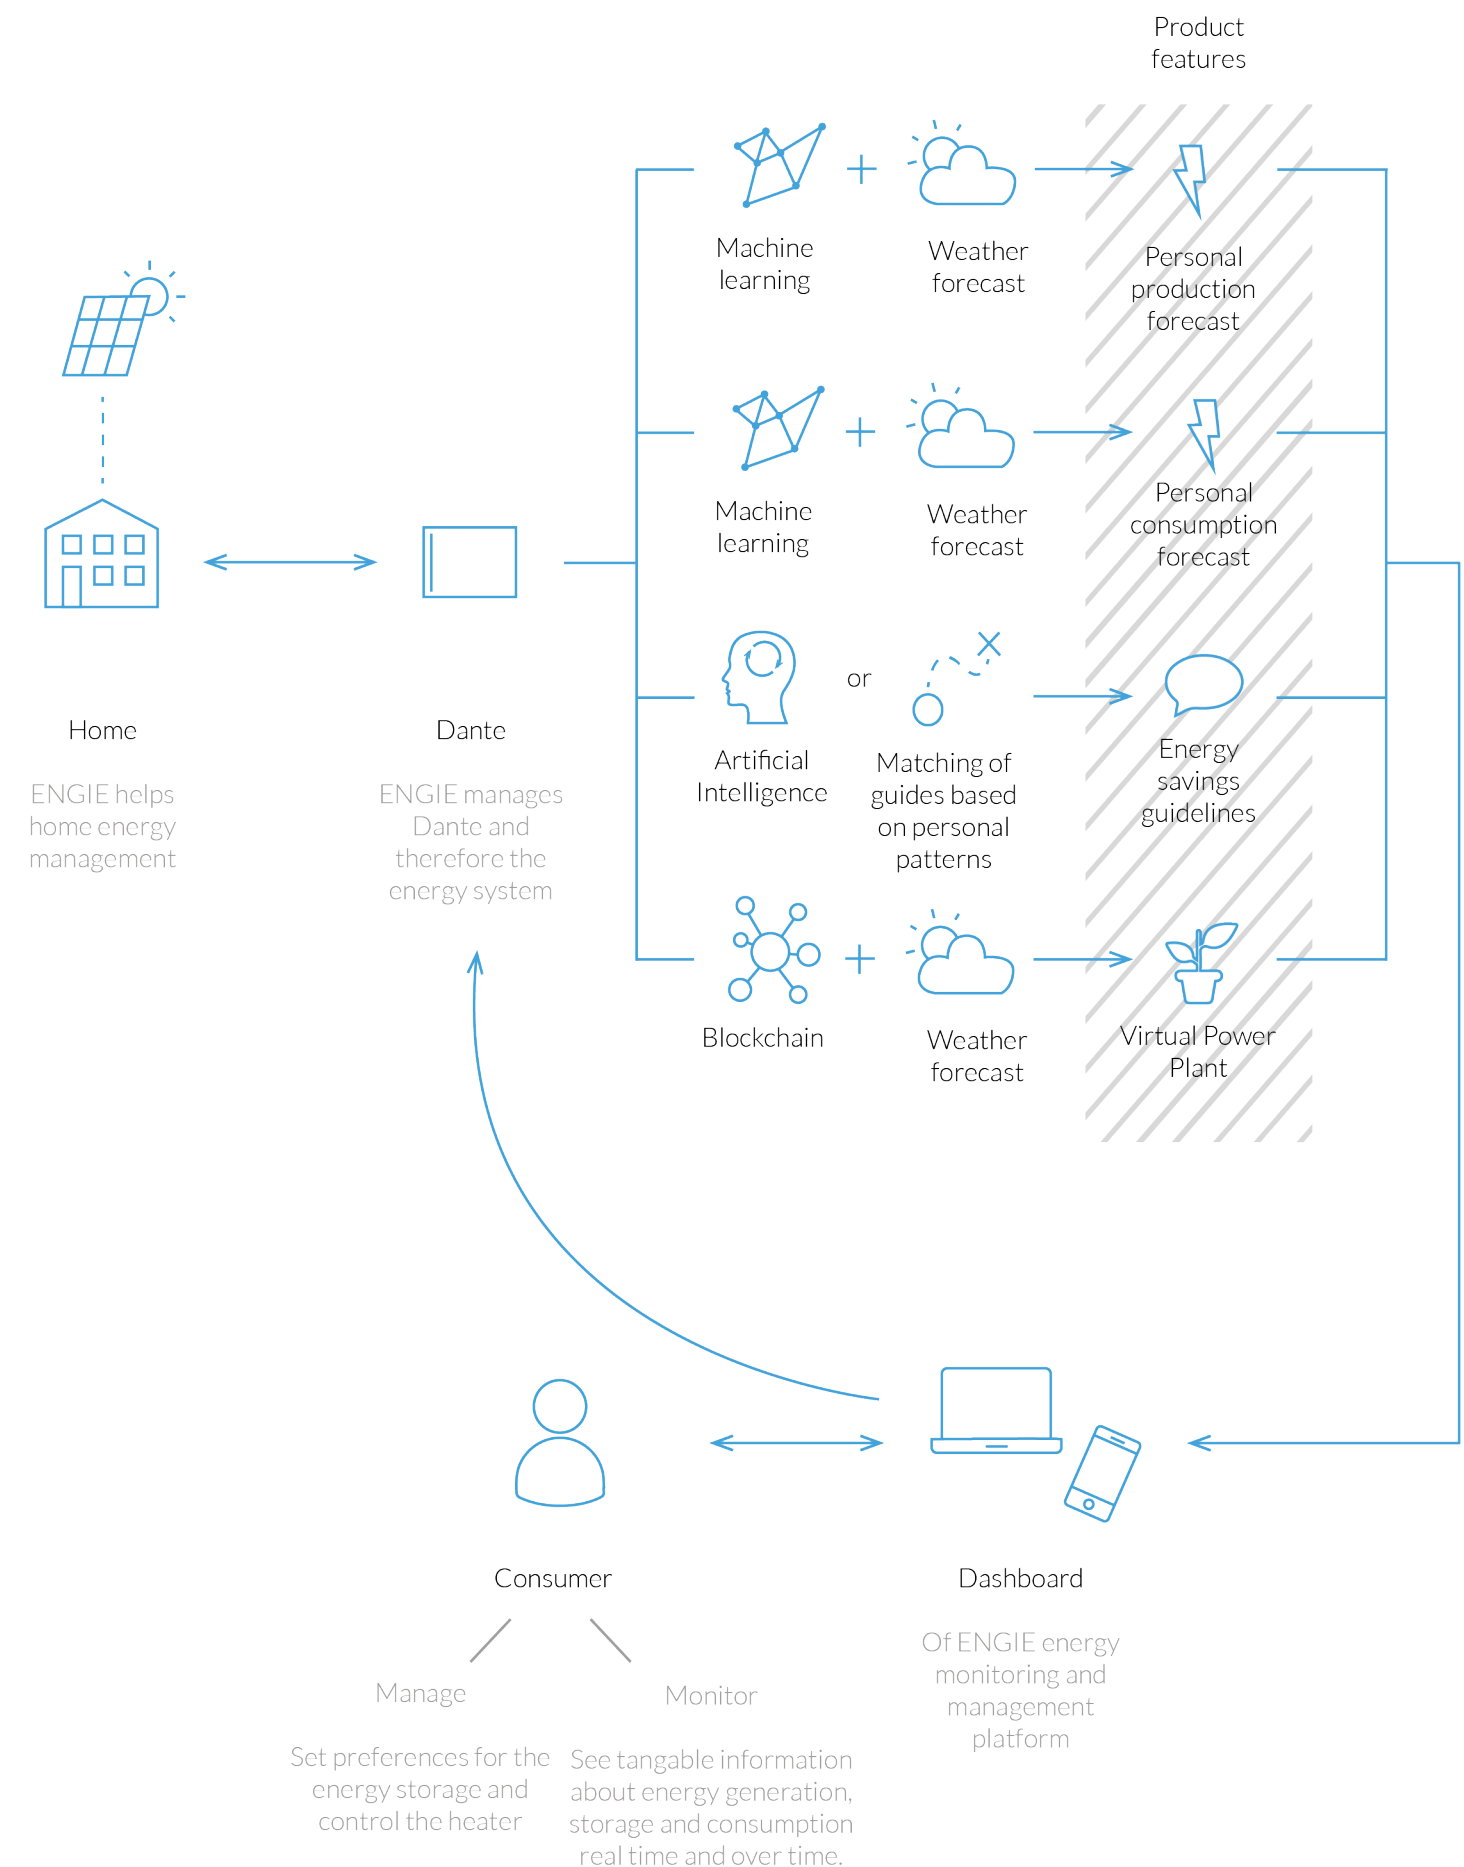 Product
features
Machine
learning
Weather
forecast
Personal
production
forecast
Machine
learning
Weather
forecast
Personal
consumption
forecast
Home
ENGIE helps
home energy
management
Dante
ENGIE manages
Dante and
therefore the
energy system
or
Artificial
Intelligence
Matching of
guides based
on personal
patterns
Energy
savings
guidelines
Blockchain
Weather
forecast
Virtual Power
Plant
Consumer
Manage
Set preferences for the
energy storage and
control the heater
Monitor
See tangable information
about energy generation,
storage and consumption
real time and over time.
Dashboard
Of ENGIE energy
monitoring and
management
platform